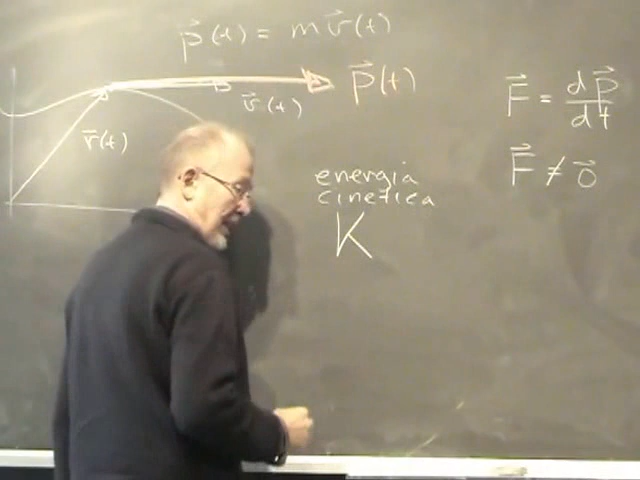 p⃗(t) = m v⃗(t)
p⃗(t)
v⃗(t)
r⃗(t)
energia
cinetica
K
F⃗ = dp⃗/dt
F⃗ ≠ 0⃗